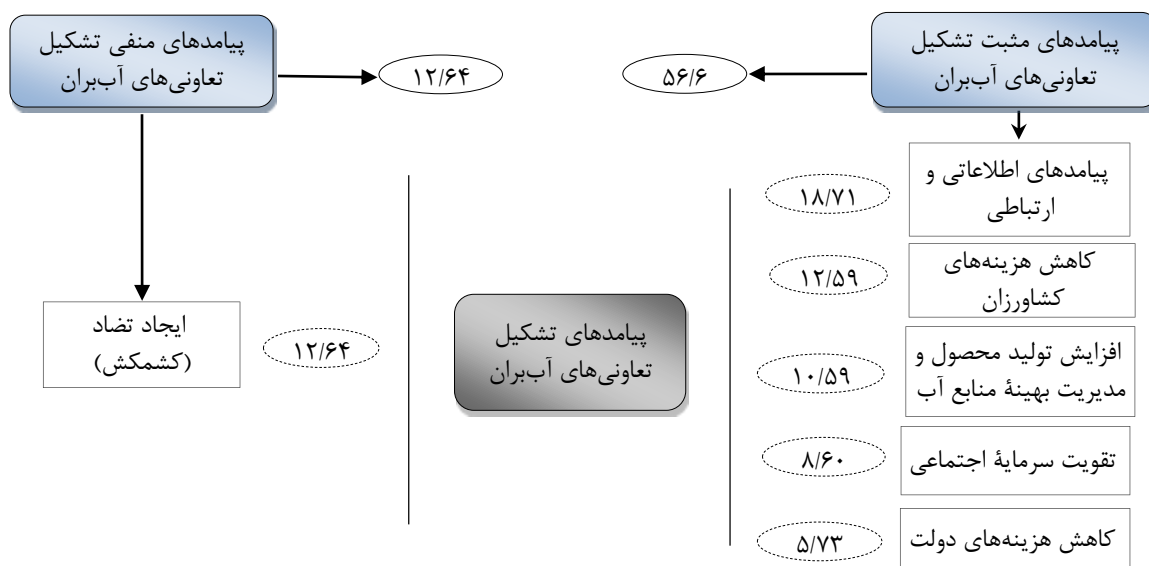 پیامدهای مثبت تشکیل
تعاونی‌های آب‌بران
۵۶/۶
۱۲/۶۴
پیامدهای منفی تشکیل
تعاونی‌های آب‌بران
پیامدهای اطلاعاتی و
ارتباطی
۱۸/۷۱
کاهش هزینه‌های
کشاورزان
۱۲/۵۹
افزایش تولید محصول و
مدیریت بهینهٔ منابع آب
۱۰/۵۹
تقویت سرمایهٔ اجتماعی
۸/۶۰
کاهش هزینه‌های دولت
۵/۷۳
پیامدهای تشکیل
تعاونی‌های آب‌بران
۱۲/۶۴
ایجاد تضاد
(کشمکش)